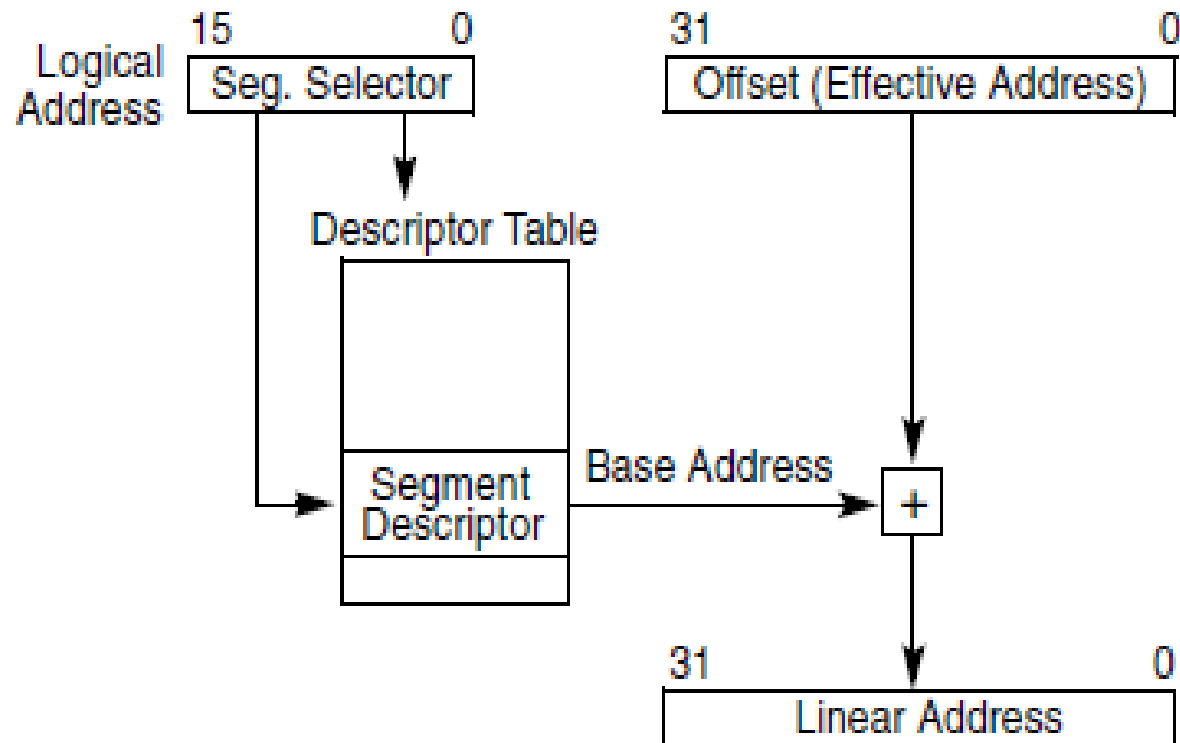 15 0
31 0
Logical
Address
Seg. Selector
Offset (Effective Address)
Descriptor Table
Segment
Descriptor
Base Address
+
31 0
Linear Address